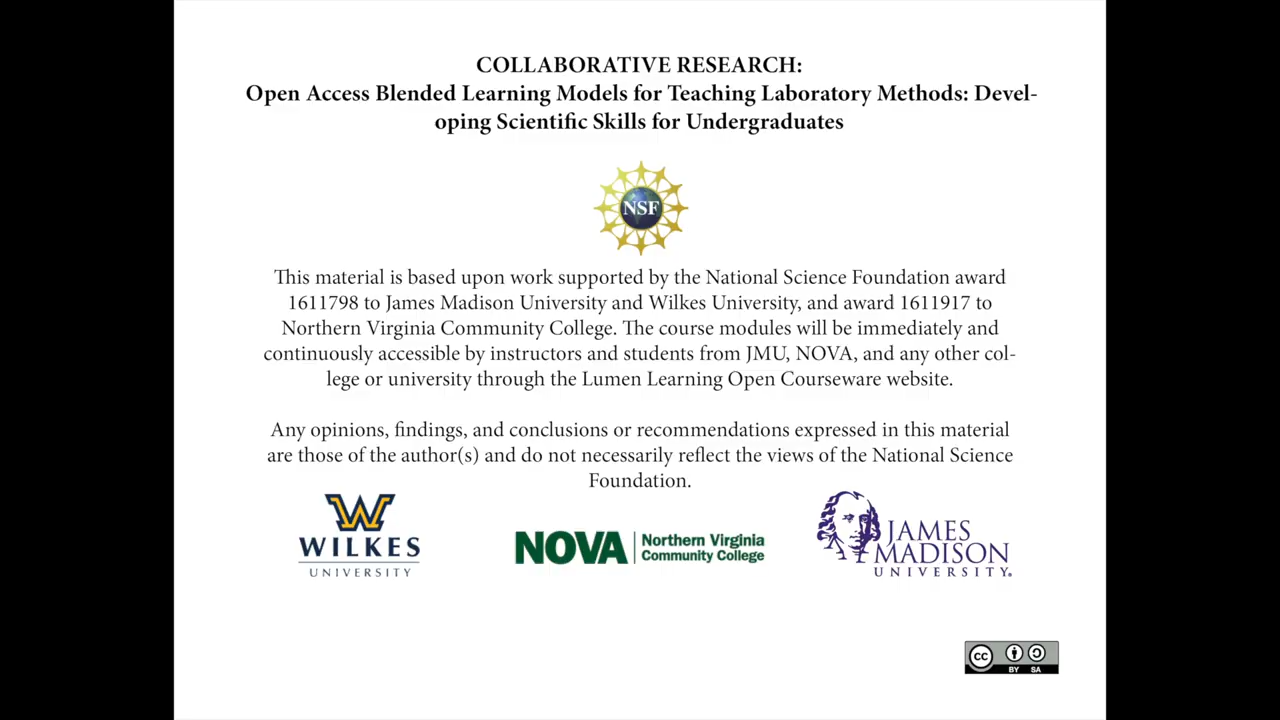 COLLABORATIVE RESEARCH:
Open Access Blended Learning Models for Teaching Laboratory Methods: Devel-
oping Scientific Skills for Undergraduates
NSF
This material is based upon work supported by the National Science Foundation award
1611798 to James Madison University and Wilkes University, and award 1611917 to
Northern Virginia Community College. The course modules will be immediately and
continuously accessible by instructors and students from JMU, NOVA, and any other col-
lege or university through the Lumen Learning Open Courseware website.
Any opinions, findings, and conclusions or recommendations expressed in this material
are those of the author(s) and do not necessarily reflect the views of the National Science
Foundation.
W
WILKES
UNIVERSITY
NOVA
Northern Virginia
Community College
JAMES
MADISON
UNIVERSITY®
CC
BY SA